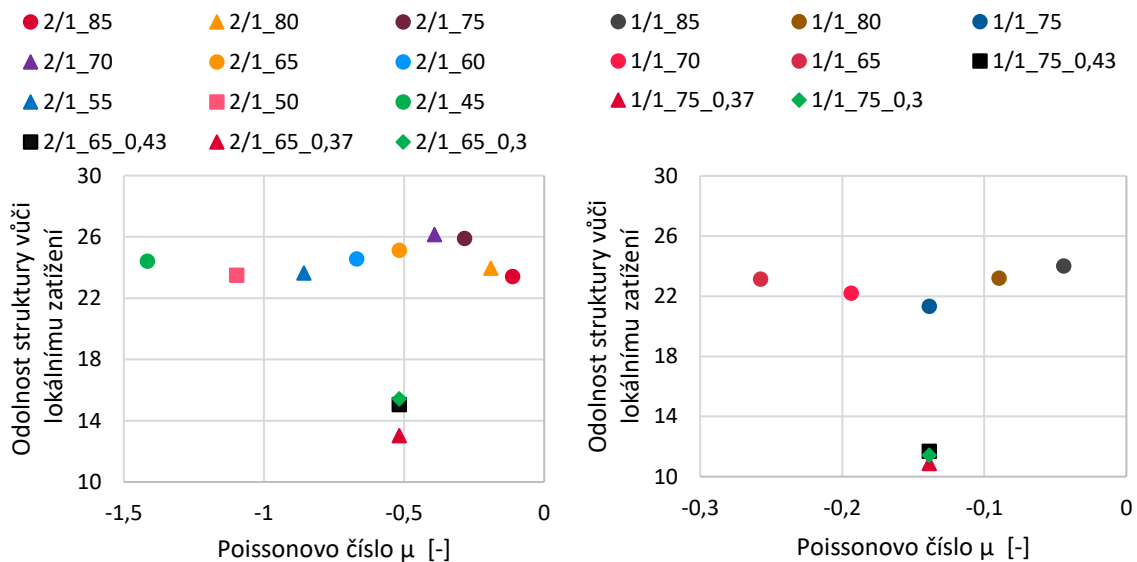 2/1_85 2/1_80 2/1_75
2/1_70 2/1_65 2/1_60
2/1_55 2/1_50 2/1_45
2/1_65_0,43 2/1_65_0,37 2/1_65_0,3
30
26
22
18
14
10
-1,5 -1 -0,5 0
Odolnost struktury vůči
lokálnímu zatížení
Poissonovo číslo μ [-]
1/1_85 1/1_80 1/1_75
1/1_70 1/1_65 1/1_75_0,43
1/1_75_0,37 1/1_75_0,3
30
26
22
18
14
10
-0,3 -0,2 -0,1 0
Odolnost struktury vůči
lokálnímu zatížení
Poissonovo číslo μ [-]